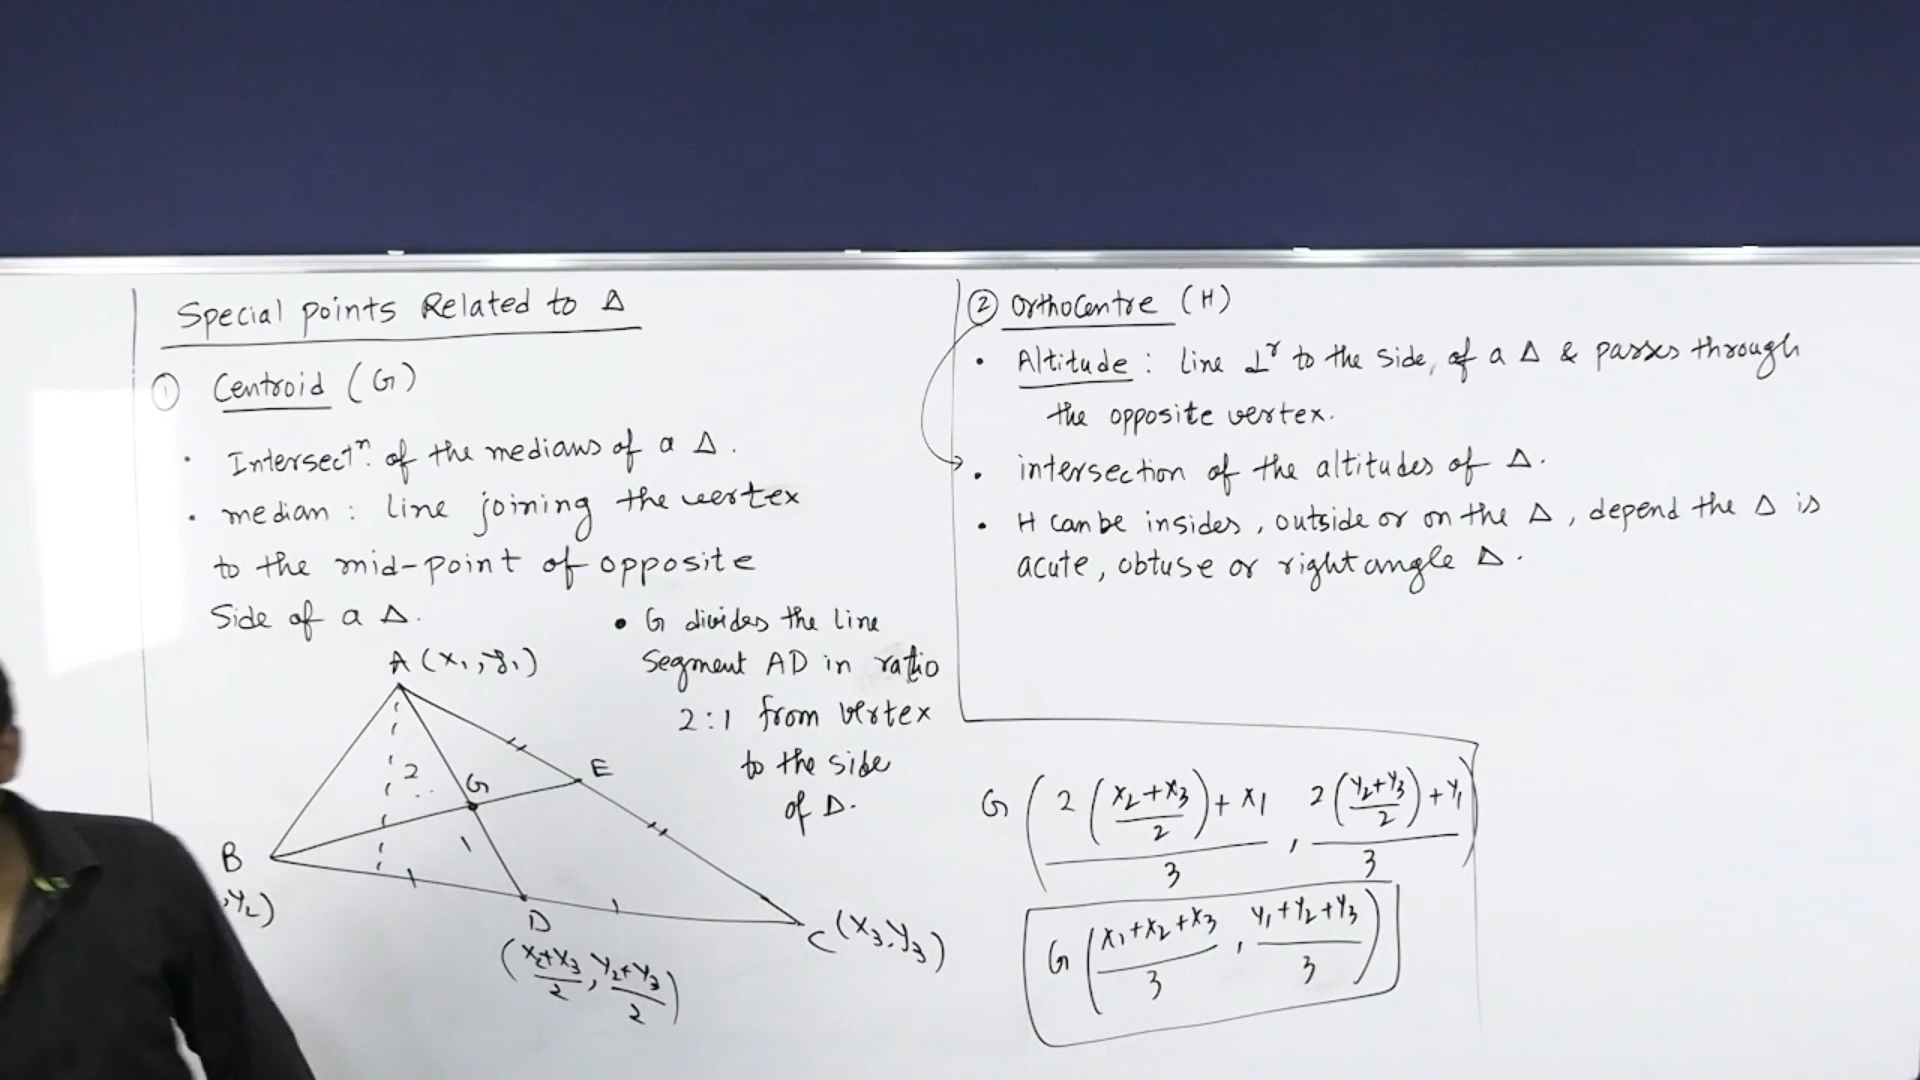 Special points Related to Δ
① Centroid (G)
• Intersectⁿ. of the medians of a Δ.
• median : line joining the vertex
to the mid-point of opposite
Side of a Δ.
• G divides the line
segment AD in ratio
2:1 from vertex
to the side
of Δ.
A (x₁, y₁)
2
G
E
1
B
, y₂)
D
(x₂+x₃/2, y₂+y₃/2)
C (x₃, y₃)
② Orthocentre (H)
• Altitude : line ⊥ʳ to the side, of a Δ & passes through
the opposite vertex.
• intersection of the altitudes of Δ.
• H can be insides, outside or on the Δ, depend the Δ is
acute, obtuse or right angle Δ.
G (2(x₂+x₃/2)+x₁/3, 2(y₂+y₃/2)+y₁/3)
G (x₁+x₂+x₃/3, y₁+y₂+y₃/3)